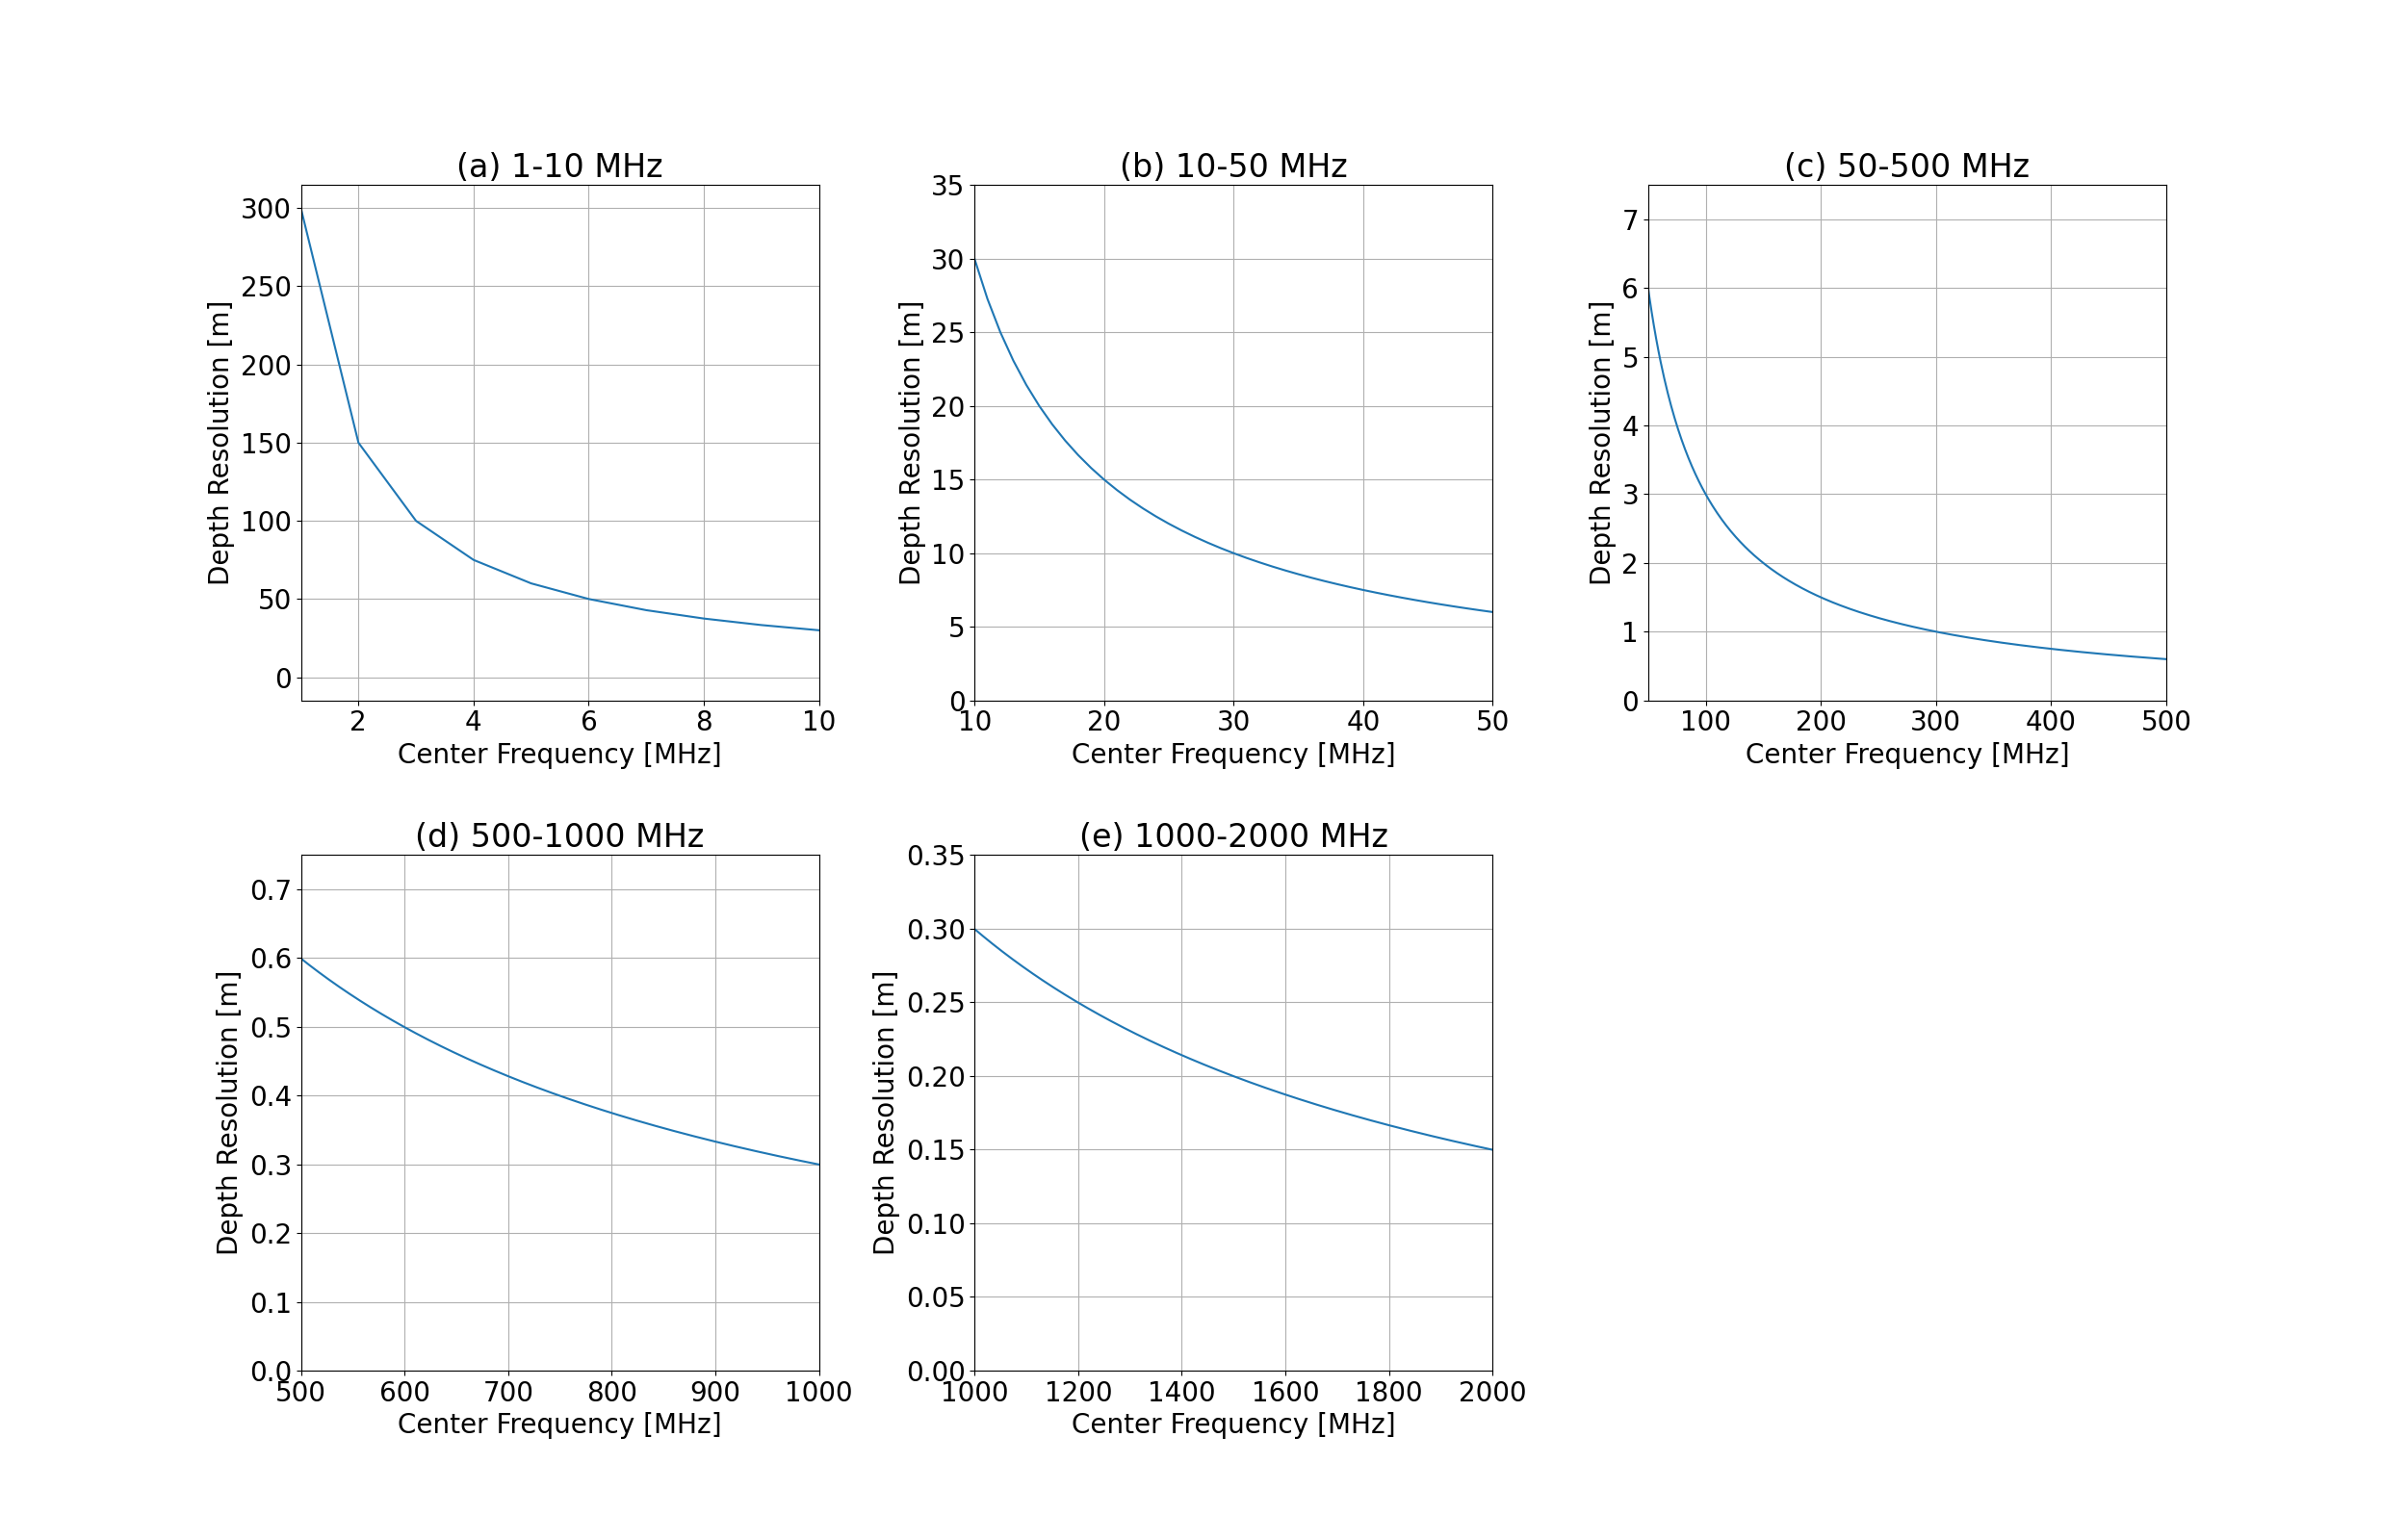 (a) 1-10 MHz
Depth Resolution [m]
300
250
200
150
100
50
0
2 4 6 8 10
Center Frequency [MHz]
(b) 10-50 MHz
Depth Resolution [m]
35
30
25
20
15
10
5
0
10 20 30 40 50
Center Frequency [MHz]
(c) 50-500 MHz
Depth Resolution [m]
7
6
5
4
3
2
1
0
100 200 300 400 500
Center Frequency [MHz]
(d) 500-1000 MHz
Depth Resolution [m]
0.7
0.6
0.5
0.4
0.3
0.2
0.1
0.0
500 600 700 800 900 1000
Center Frequency [MHz]
(e) 1000-2000 MHz
Depth Resolution [m]
0.35
0.30
0.25
0.20
0.15
0.10
0.05
0.00
1000 1200 1400 1600 1800 2000
Center Frequency [MHz]